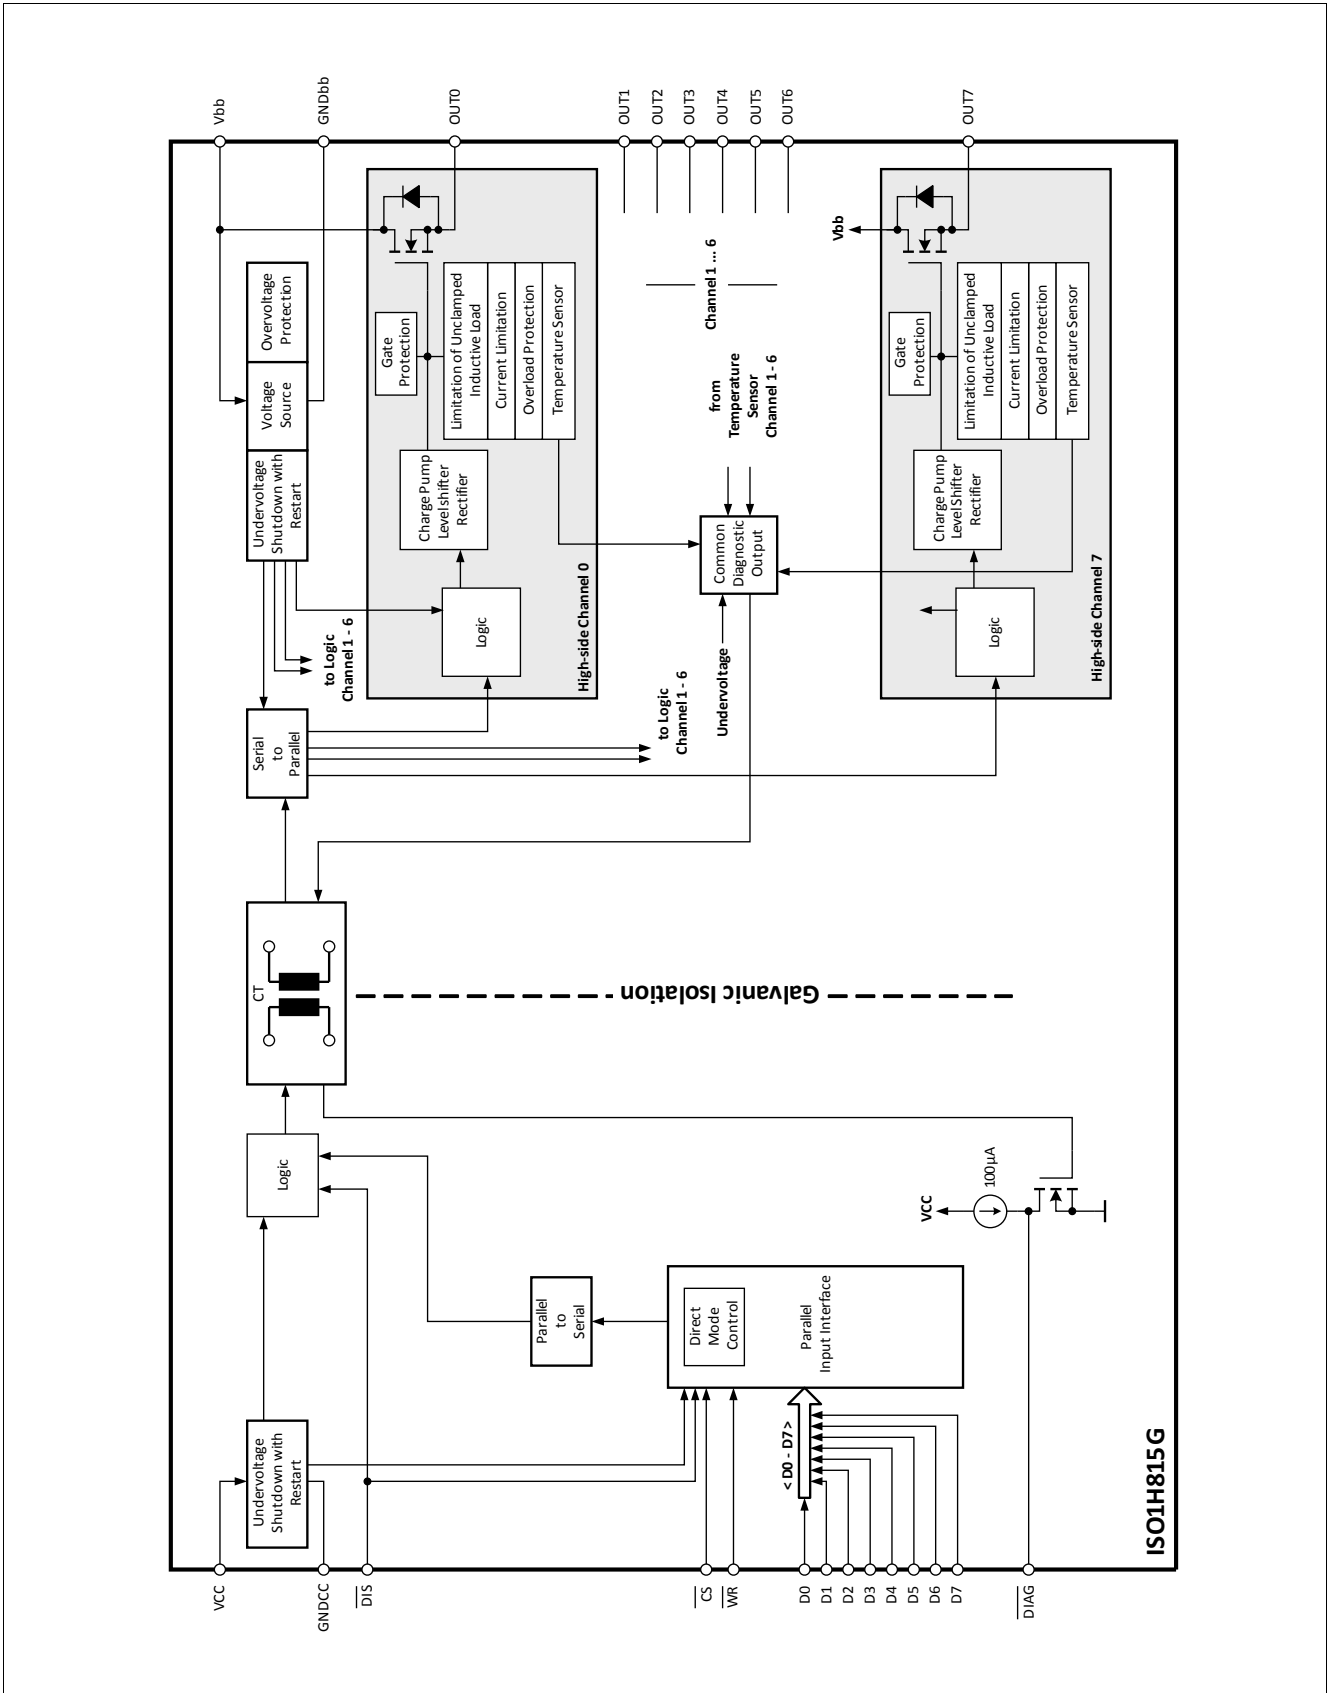 VCC
GNDCC
DIS
CS
WR
D0
D1
D2
D3
D4
D5
D6
D7
DIAG
Undervoltage
Shutdown with
Restart
Logic
CT
Serial
to
Parallel
Undervoltage
Shutdown with
Restart
Voltage
Source
Overvoltage
Protection
Vbb
GNDbb
to Logic
Channel 1 - 6
High-side Channel 0
Logic
Charge Pump
Level shifter
Rectifier
Gate
Protection
Limitation of Unclamped
Inductive Load
Current Limitation
Overload Protection
Temperature Sensor
OUT0
OUT1
OUT2
OUT3
OUT4
OUT5
OUT6
Channel 1 ... 6
from
Temperature
Sensor
Channel 1 - 6
Common
Diagnostic
Output
Undervoltage
to Logic
Channel 1 - 6
Galvanic Isolation
Parallel
to
Serial
Direct
Mode
Control
Parallel
Input Interface
< D0 - D7 >
VCC
100µA
Vbb
High-side Channel 7
Logic
Charge Pump
Level shifter
Rectifier
Gate
Protection
Limitation of Unclamped
Inductive Load
Current Limitation
Overload Protection
Temperature Sensor
OUT7
ISO1H815G